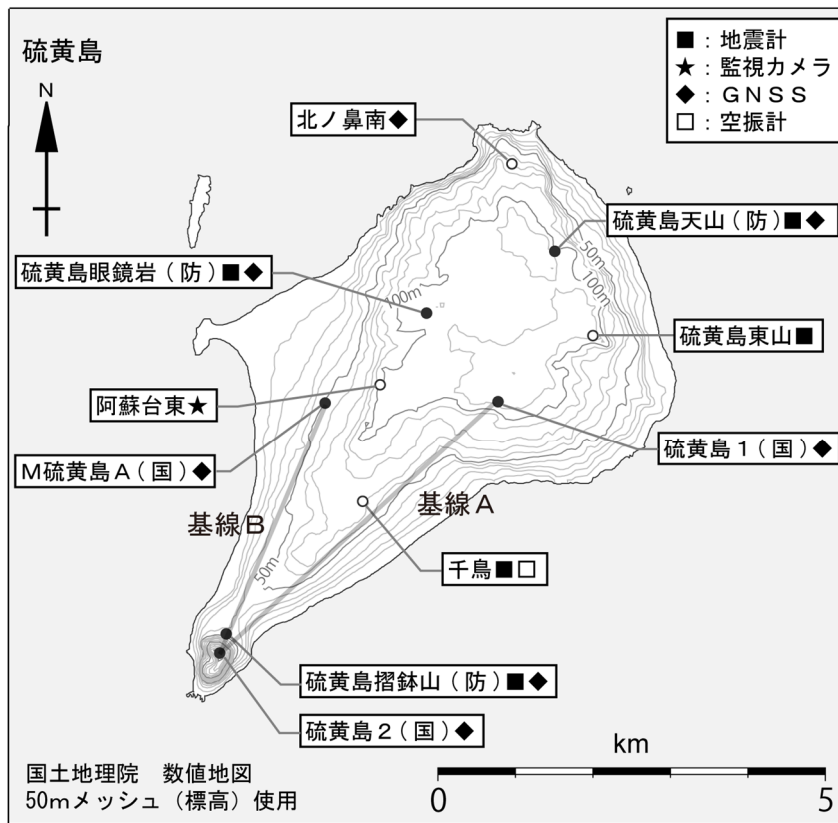 硫黄島
N
■：地震計
★：監視カメラ
◆：ＧＮＳＳ
□：空振計
北ノ鼻南◆
硫黄島天山（防）■◆
50m
100m
硫黄島眼鏡岩（防）■◆
100m
硫黄島東山■
阿蘇台東★
硫黄島１（国）◆
M硫黄島A（国）◆
基線A
基線B
千鳥■□
50m
硫黄島摺鉢山（防）■◆
硫黄島２（国）◆
国土地理院　数値地図
50mメッシュ（標高）使用
km
0
5